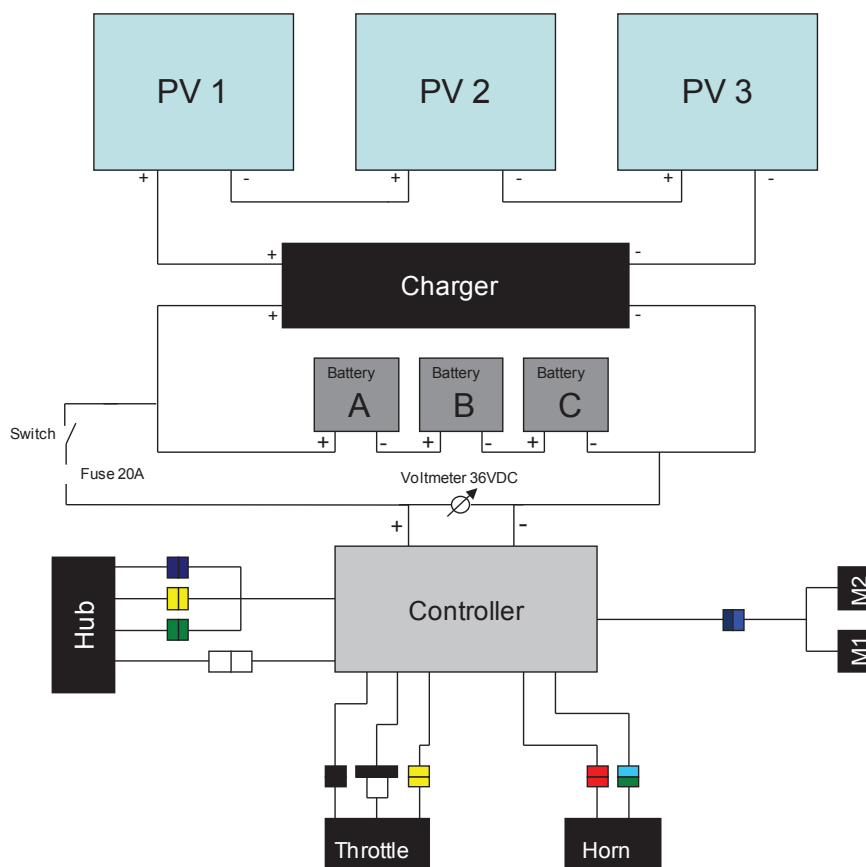 PV 1
PV 2
PV 3
+ - + - + -
+ -
Charger
+ -
Battery
A
Battery
B
Battery
C
+ - + - + -
Switch
Fuse 20A
Voltmeter 36VDC
+ -
Controller
Hub
M2
M1
Throttle
Horn